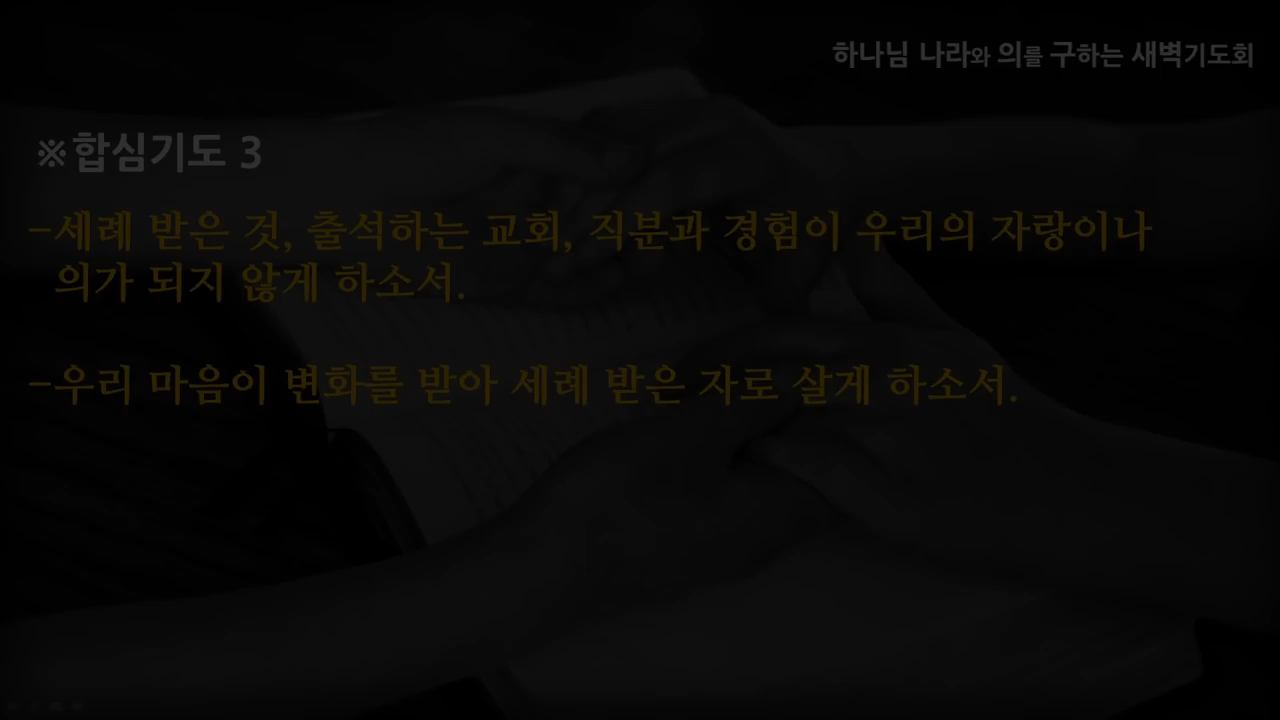 하나님 나라와 의를 구하는 새벽기도회
※합심기도 3
-세례 받은 것, 출석하는 교회, 직분과 경험이 우리의 자랑이나
의가 되지 않게 하소서.
-우리 마음이 변화를 받아 세례 받은 자로 살게 하소서.